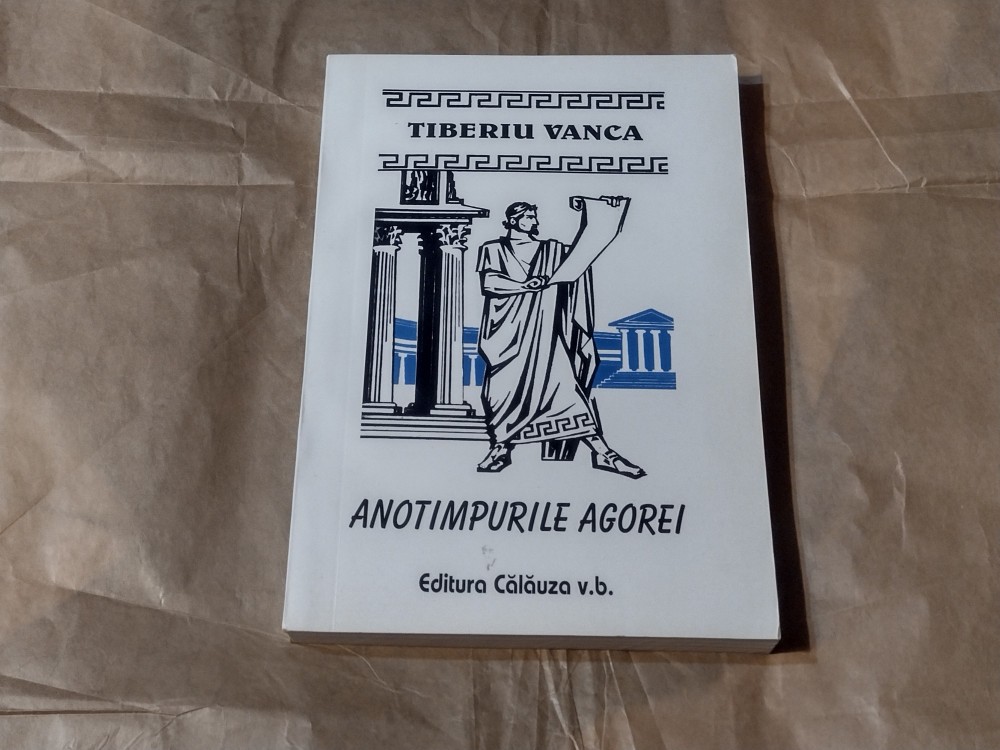 TIBERIU VANCA
ANOTIMPURILE AGOREI
Editura Călăuza v.b.